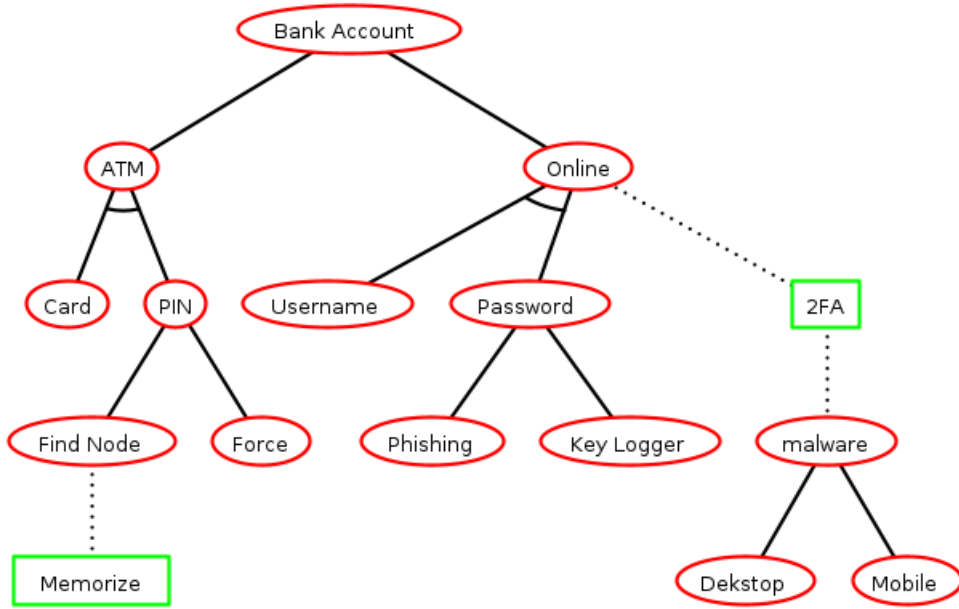 Bank Account
ATM
Online
Card
PIN
Username
Password
2FA
Find Node
Force
Phishing
Key Logger
malware
Memorize
Dekstop
Mobile